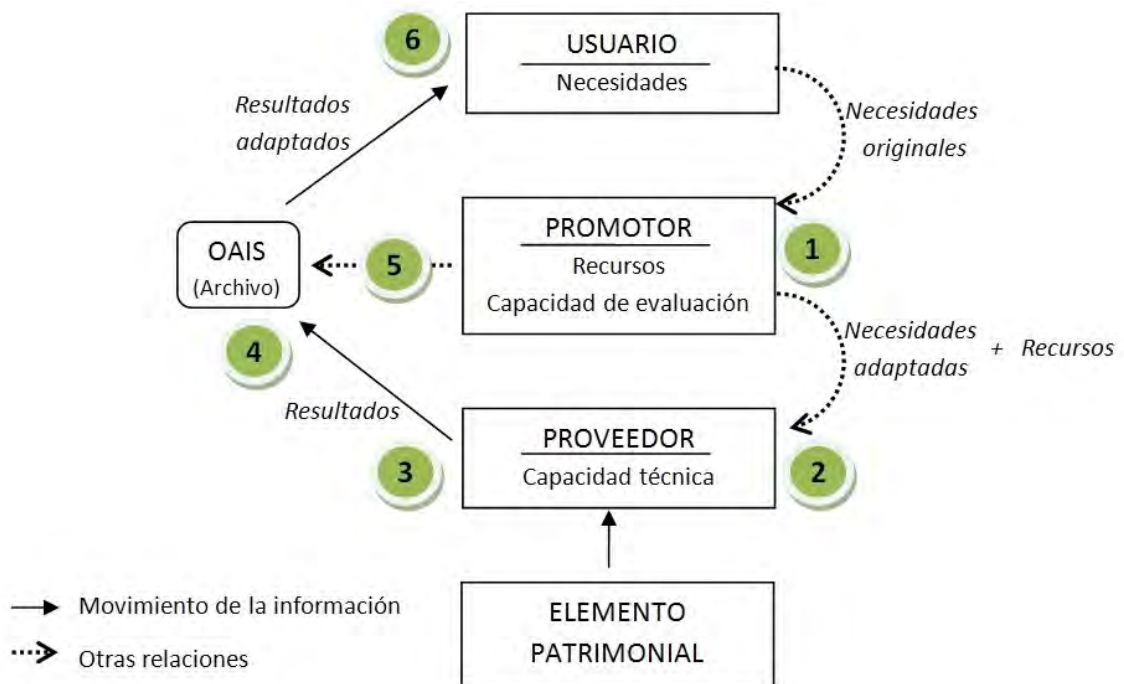 6
USUARIO
Necesidades
Resultados
adaptados
Necesidades
originales
OAIS
(Archivo)
5
PROMOTOR
Recursos
Capacidad de evaluación
1
4
Necesidades
adaptadas
+ Recursos
Resultados
3
PROVEEDOR
Capacidad técnica
2
Movimiento de la información
Otras relaciones
ELEMENTO
PATRIMONIAL